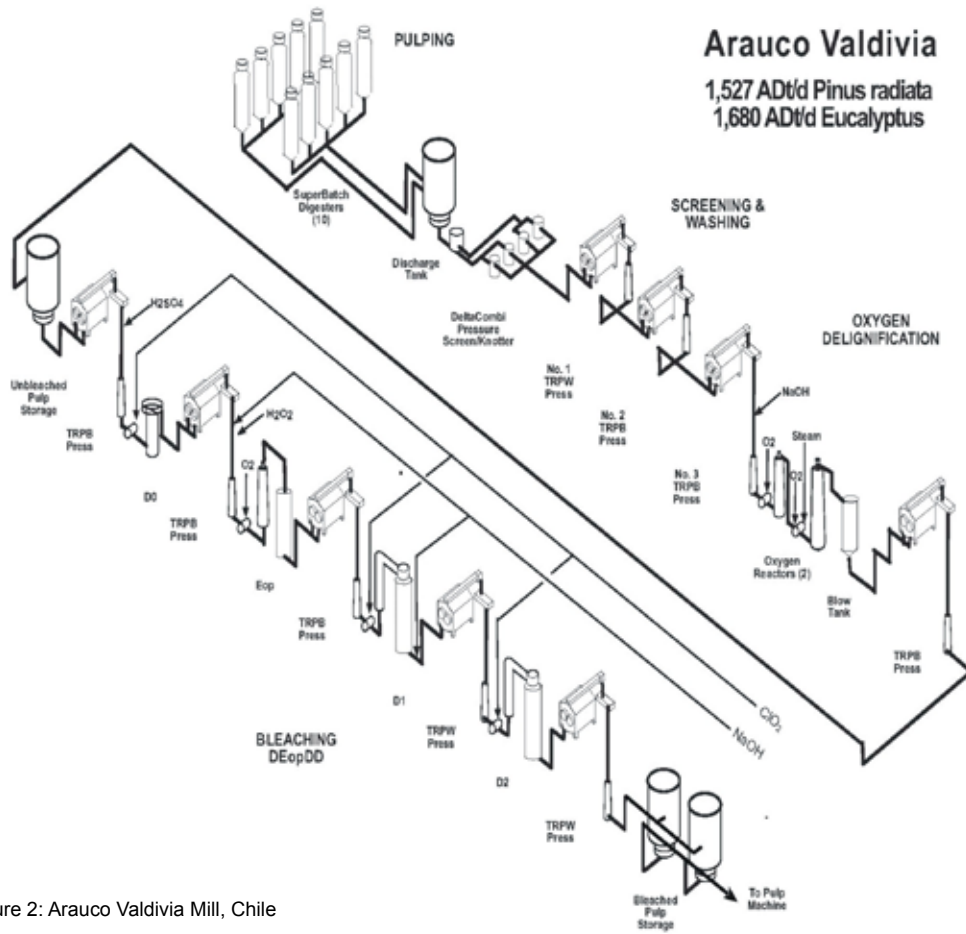 Arauco Valdivia
1,527 ADt/d Pinus radiata
1,680 ADt/d Eucalyptus
PULPING
SuperBatch
Digesters
(10)
Discharge
Tank
SCREENING &
WASHING
DeltaCombi
Pressure
Screen/Knotter
No. 1
TRPW
Press
No. 2
TRPB
Press
No. 3
TRPB
Press
OXYGEN
DELIGNIFICATION
NaOH
O2
O2
Steam
Oxygen
Reactors (2)
Blow
Tank
TRPB
Press
Unbleached
Pulp
Storage
TRPB
Press
H2SO4
D0
TRPB
Press
H2O2
O2
Eop
TRPB
Press
D1
TRPW
Press
D2
TRPW
Press
ClO2
NaOH
BLEACHING
DEopDD
Bleached
Pulp
Storage
To Pulp
Machine
ure 2: Arauco Valdivia Mill, Chile